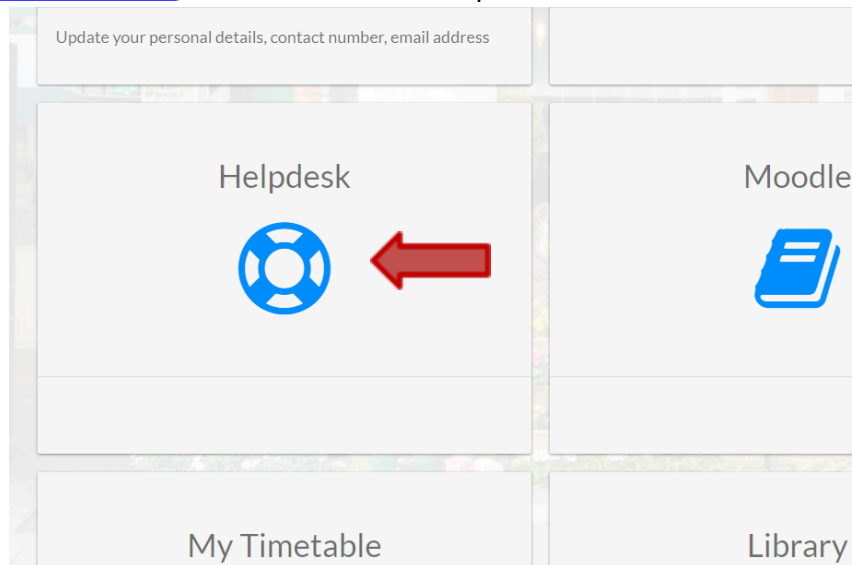 Update your personal details, contact number, email address
Helpdesk
Moodle
My Timetable
Library